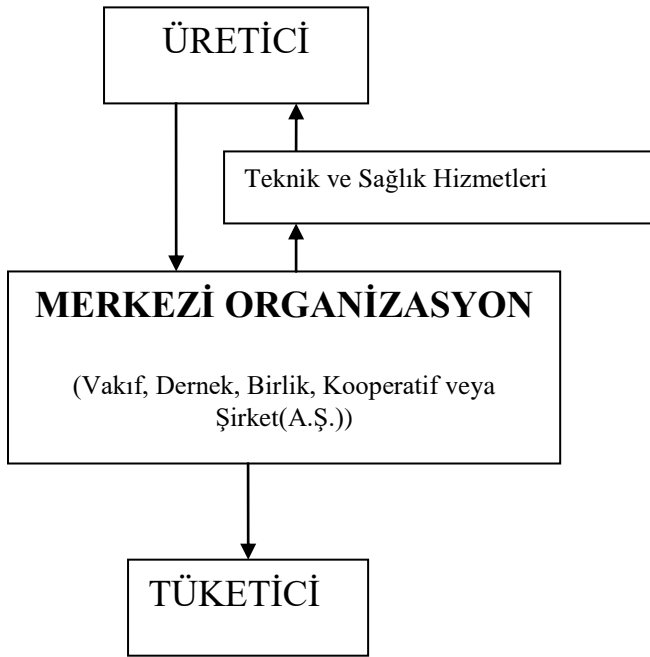 ÜRETİCİ
Teknik ve Sağlık Hizmetleri
MERKEZİ ORGANİZASYON
(Vakıf, Dernek, Birlik, Kooperatif veya
Şirket(A.Ş.))
TÜKETİCİ